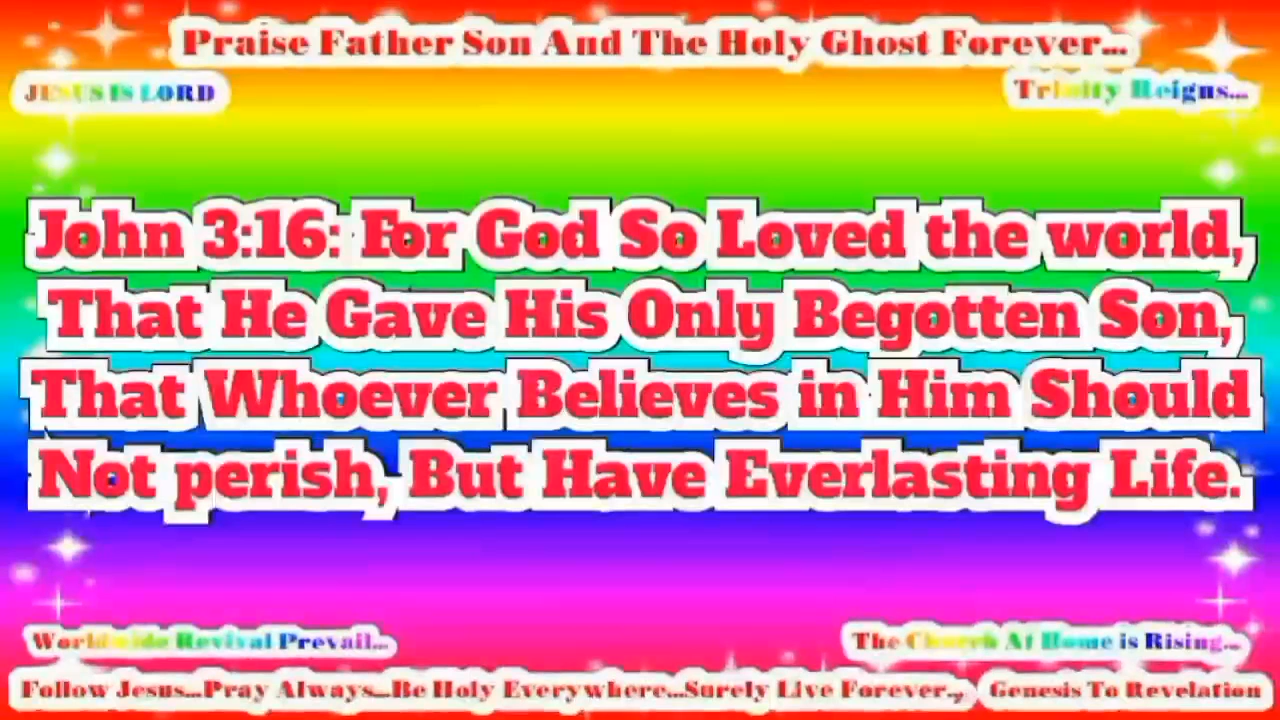 Praise Father Son And The Holy Ghost Forever...
JESUS IS LORD
Trinity Reigns...
John 3:16: For God So Loved the world,
That He Gave His Only Begotten Son,
That Whoever Believes in Him Should
Not perish, But Have Everlasting Life.
Worldwide Revival Prevail...
The Church At Home is Rising...
Follow Jesus...Pray Always...Be Holy Everywhere...Surely Live Forever.., Genesis To Revelation